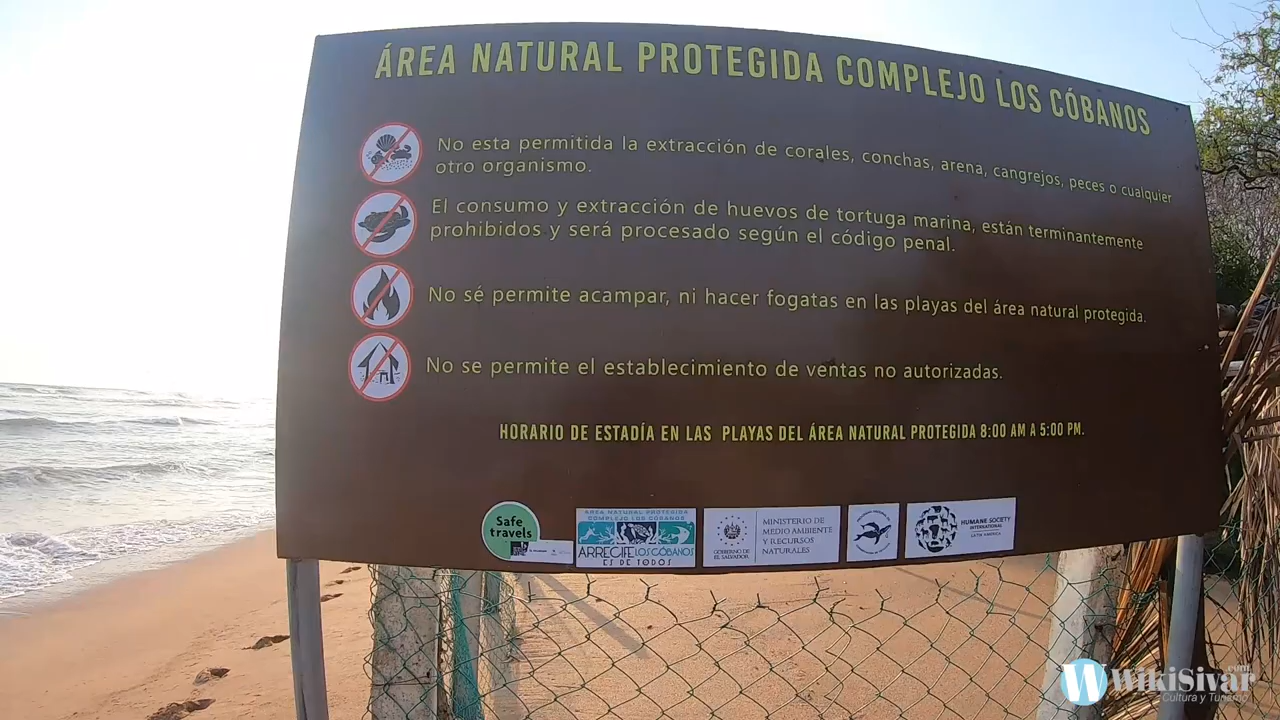 ÁREA NATURAL PROTEGIDA COMPLEJO LOS CÓBANOS
No esta permitida la extracción de corales, conchas, arena, cangrejos, peces o cualquier
otro organismo.
El consumo y extracción de huevos de tortuga marina, están terminantemente
prohibidos y será procesado según el código penal.
No sé permite acampar, ni hacer fogatas en las playas del área natural protegida.
No se permite el establecimiento de ventas no autorizadas.
HORARIO DE ESTADÍA EN LAS PLAYAS DEL ÁREA NATURAL PROTEGIDA 8:00 AM A 5:00 PM.
Safe
travels
AREA NATURAL PROTEGIDA
COMPLEJO LOS CÓBANOS
ARRECIFE LOS CÓBANOS
ES DE TODOS
GOBIERNO DE
EL SALVADOR
MINISTERIO DE
MEDIO AMBIENTE
Y RECURSOS
NATURALES
HUMANE SOCIETY
INTERNATIONAL
LATIN AMERICA
W WikiSivar.com
Cultura y Turismo